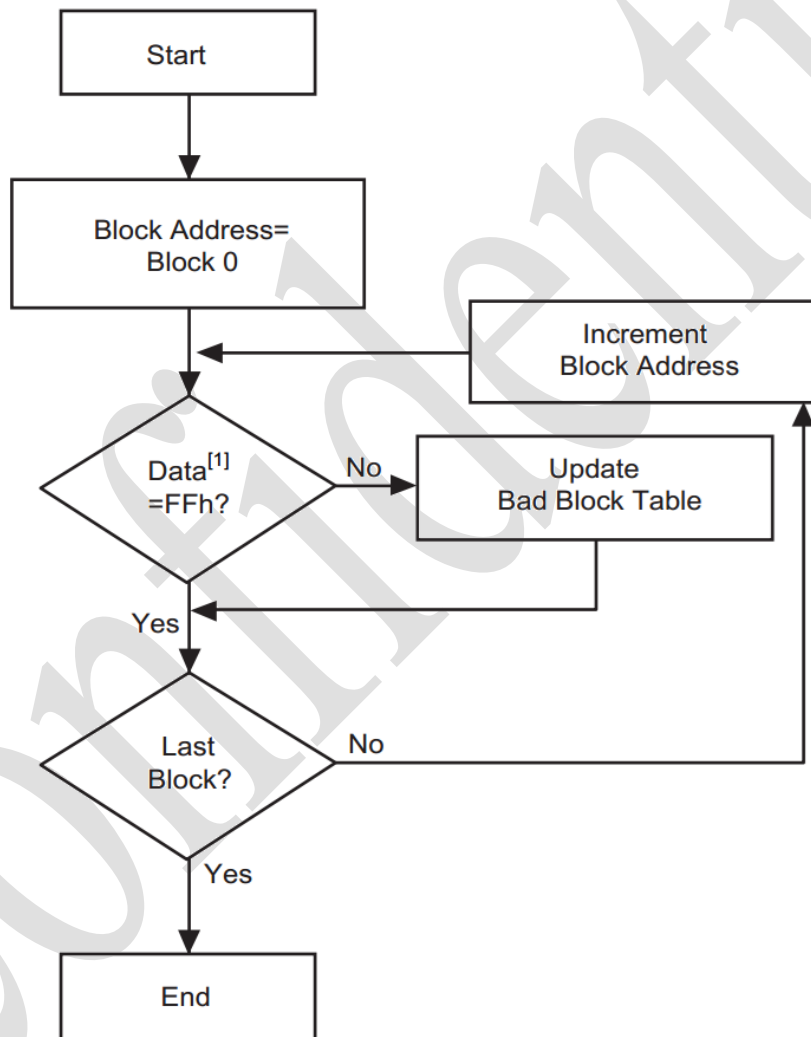 Start
Block Address=
Block 0
Increment
Block Address
Data[1]
=FFh?
No
Update
Bad Block Table
Yes
Last
Block?
No
Yes
End
onfidenti